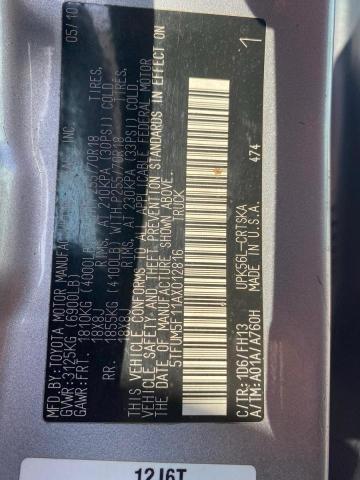 MFD. BY:TOYOTA MOTOR MANUFACTURING, INC. 05/10
GVWR:3125KG (6900LB)
GAWR:FRT. 1810KG (4000LB) WITH P255/70R18 TIRES,
18X8J RIMS, AT 210KPA (30PSI) COLD
RR. 1855KG (4100LB) WITH P255/70R18 TIRES,
18X8J RIMS, AT 230KPA (33PSI) COLD
THIS VEHICLE CONFORMS TO ALL APPLICABLE FEDERAL MOTOR
VEHICLE SAFETY AND THEFT PREVENTION STANDARDS IN
EFFECT ON THE DATE OF MANUFACTURE SHOWN ABOVE.
5TFUM5F11AX012816 TRUCK
474
C/TR:1D6/FH13 UPK56L-CRTSKA
A/TM:A01A/A760H MADE IN U.S.A. 1
12J6T